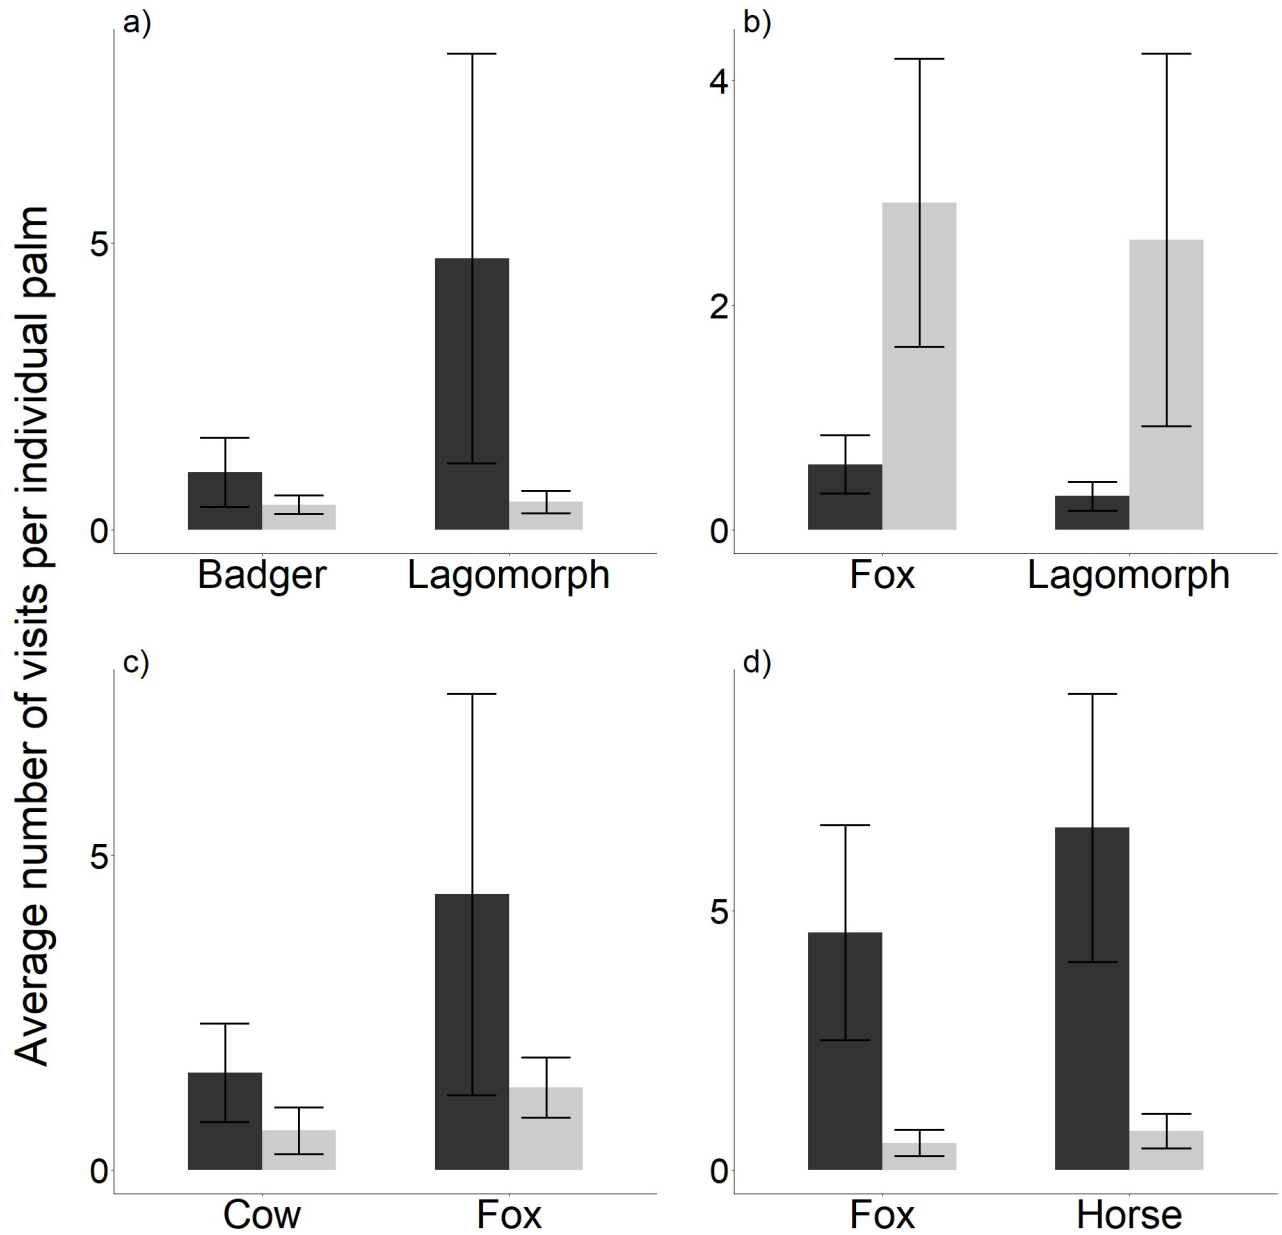 Average number of visits per individual palm
a)
5
0
Badger Lagomorph
b)
4
2
0
Fox Lagomorph
c)
5
0
Cow Fox
d)
5
0
Fox Horse